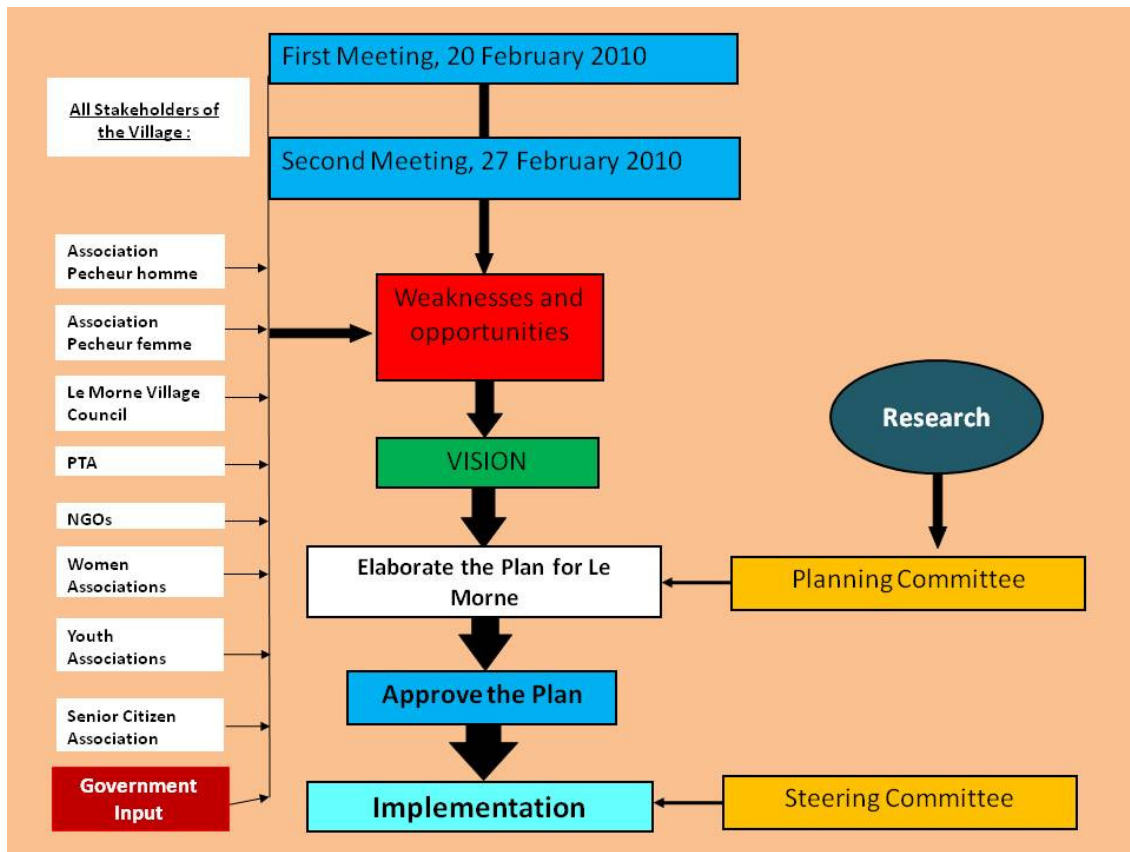 First Meeting, 20 February 2010
All Stakeholders of
the Village :
Second Meeting, 27 February 2010
Association
Pecheur homme
Weaknesses and
opportunities
Association
Pecheur femme
Le Morne Village
Council
Research
PTA
VISION
NGOs
Women
Associations
Elaborate the Plan for Le
Morne
Planning Committee
Youth
Associations
Approve the Plan
Senior Citizen
Association
Government
Input
Implementation
Steering Committee